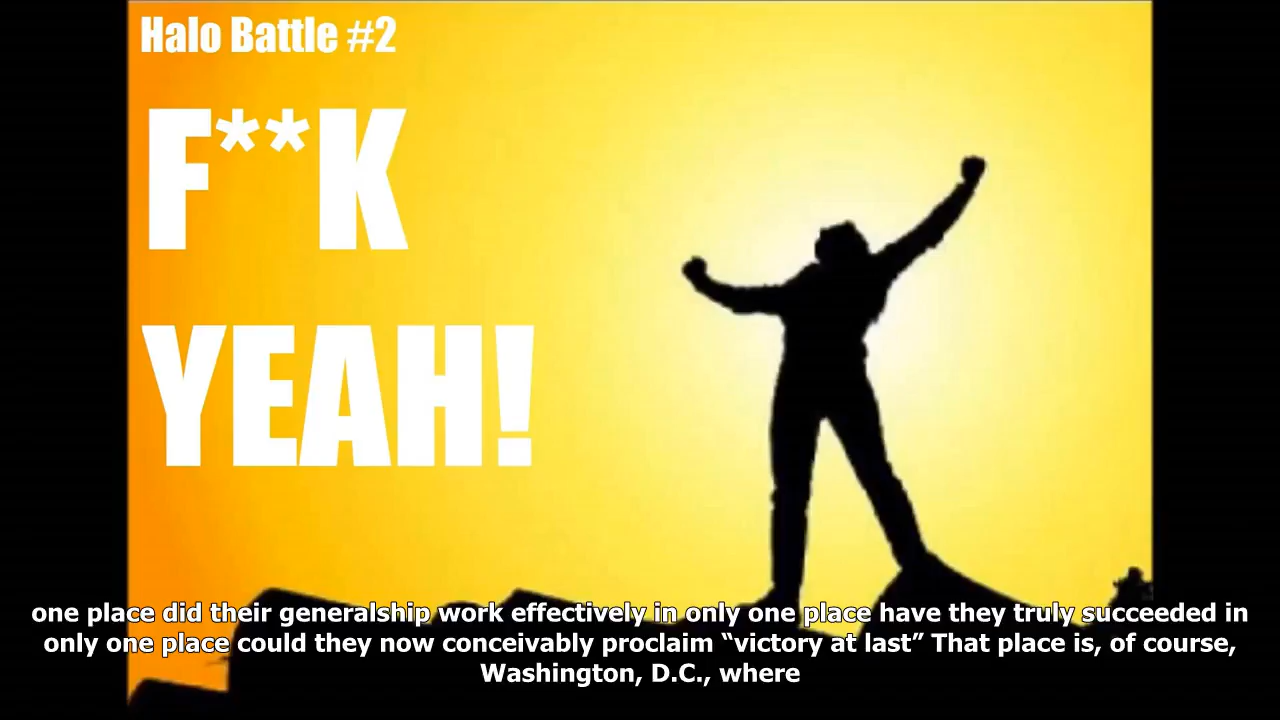 Halo Battle #2
F**K
YEAH!
one place did their generalship work effectively in only one place have they truly succeeded in
only one place could they now conceivably proclaim “victory at last” That place is, of course,
Washington, D.C., where